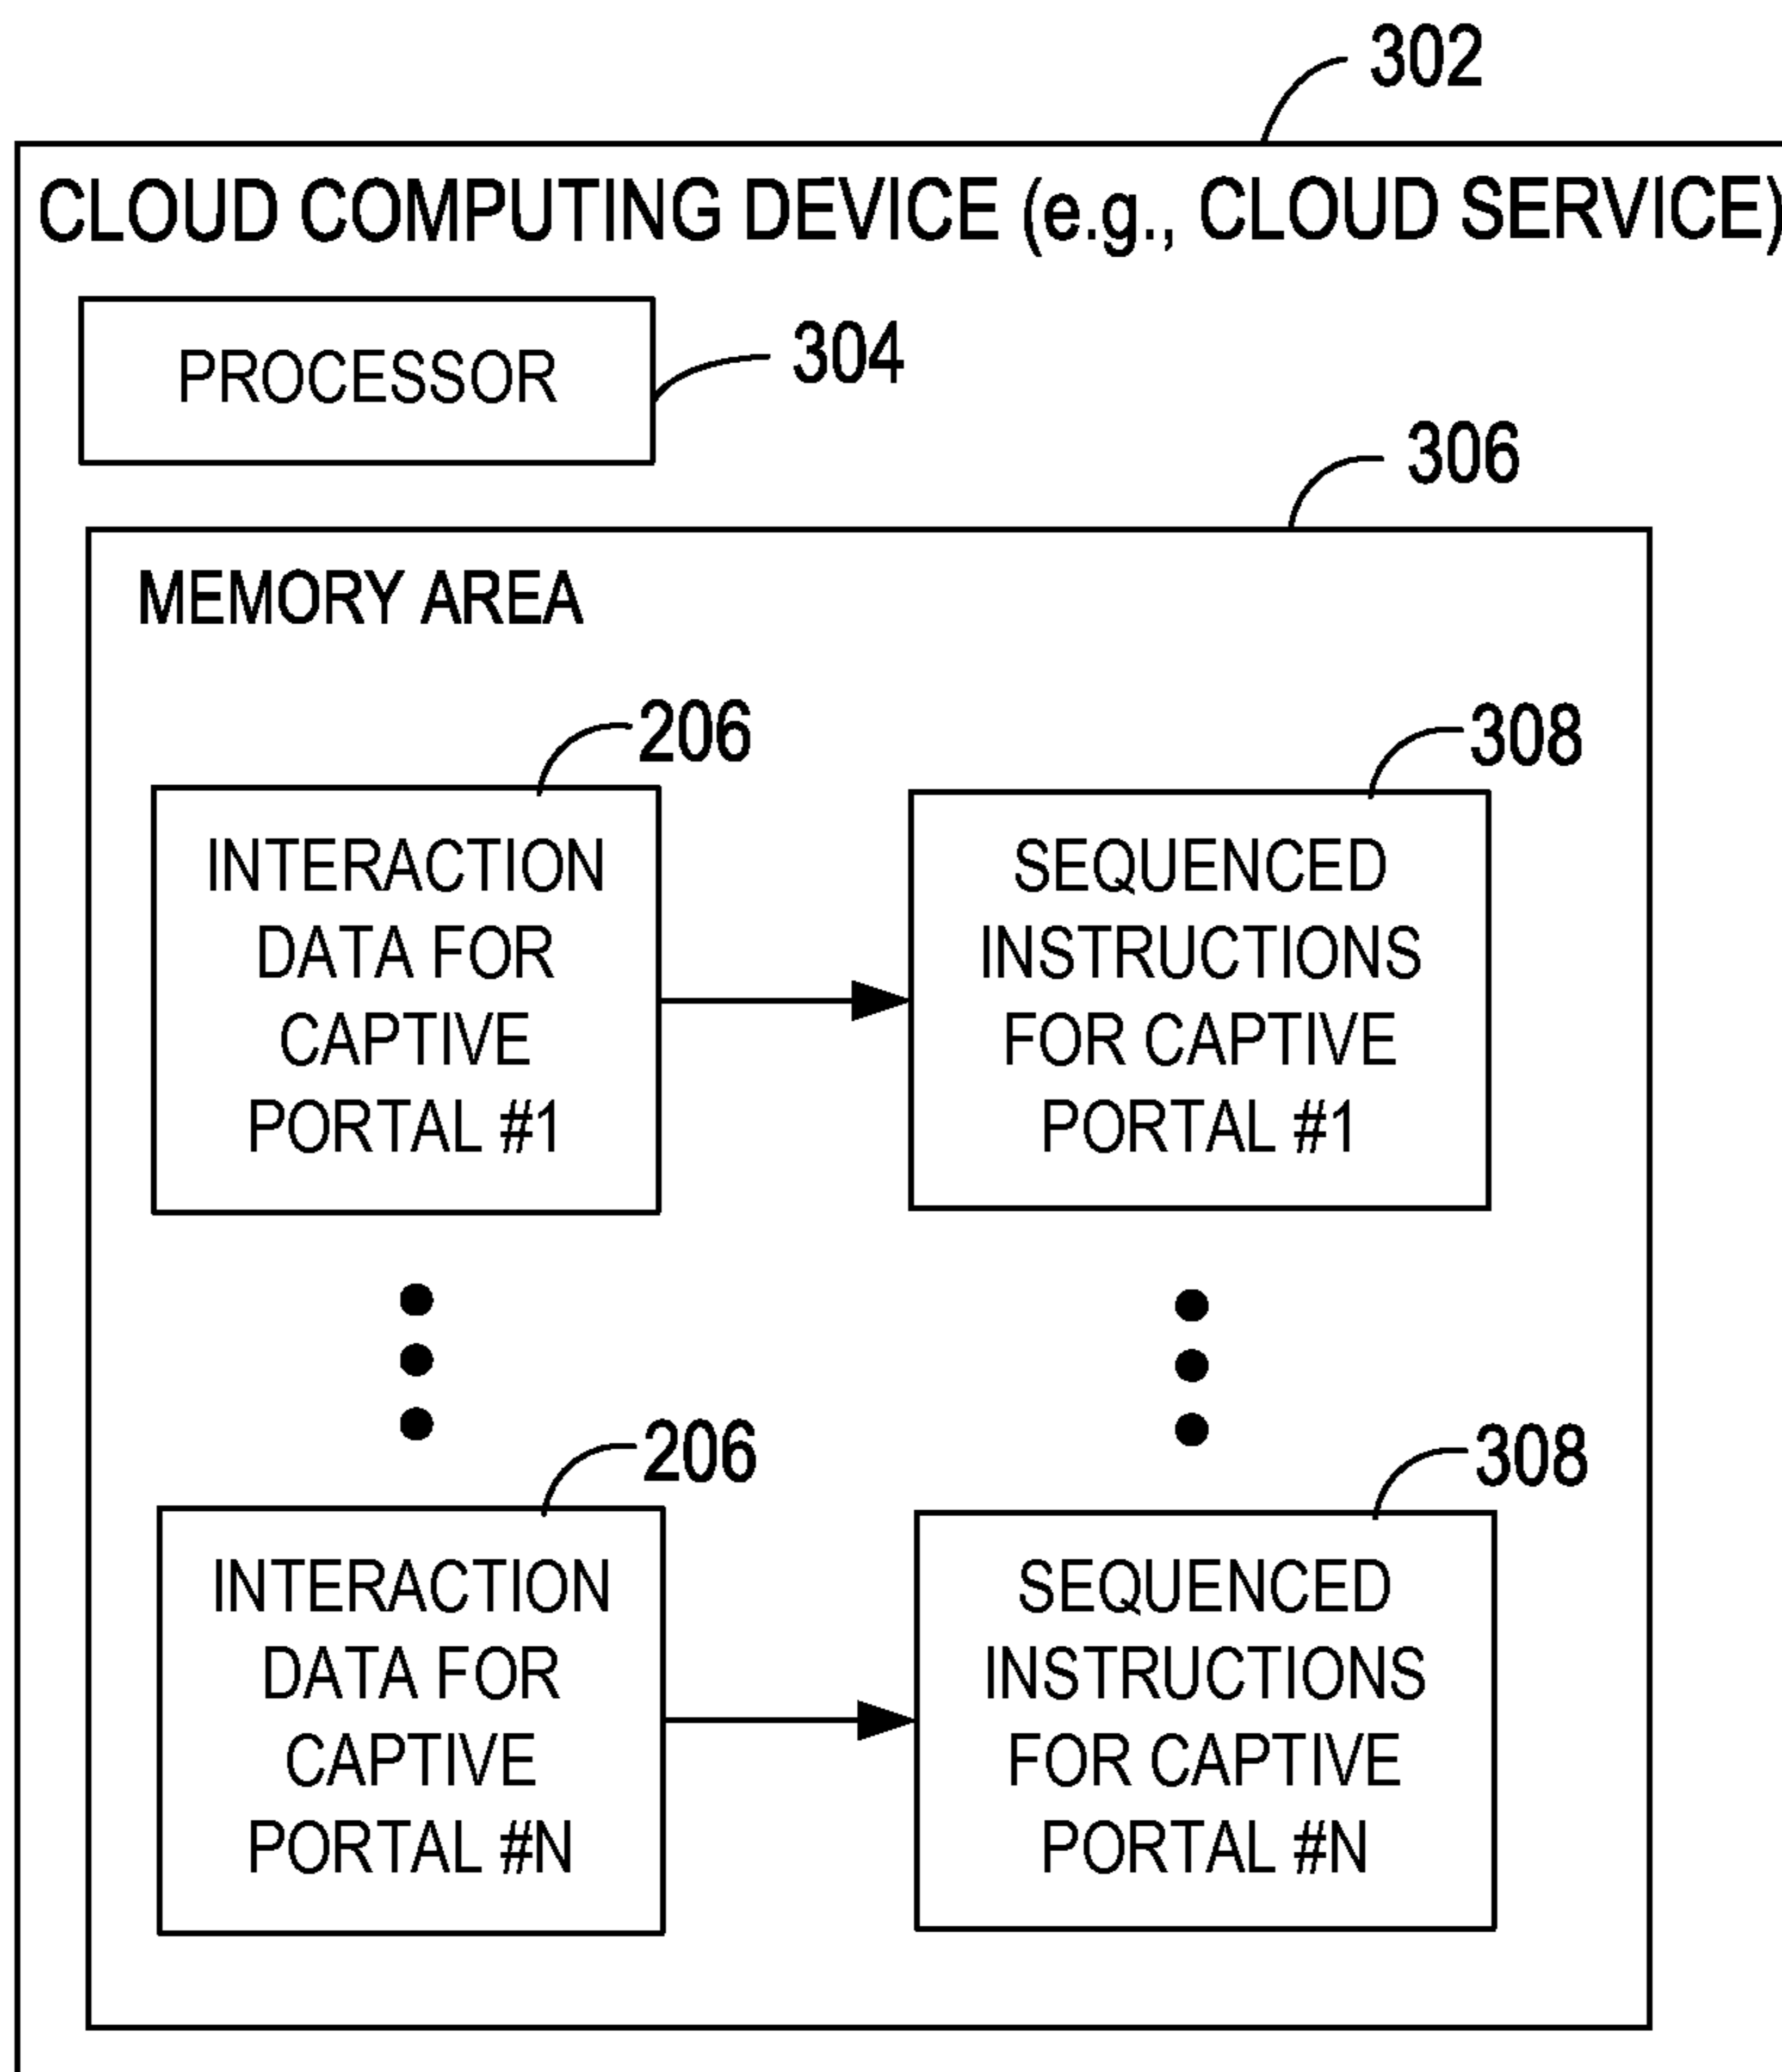 302
CLOUD COMPUTING DEVICE (e.g., CLOUD SERVICE)
PROCESSOR
304
306
MEMORY AREA
206
308
INTERACTION
DATA FOR
CAPTIVE
PORTAL #1
SEQUENCED
INSTRUCTIONS
FOR CAPTIVE
PORTAL #1
206
308
INTERACTION
DATA FOR
CAPTIVE
PORTAL #N
SEQUENCED
INSTRUCTIONS
FOR CAPTIVE
PORTAL #N